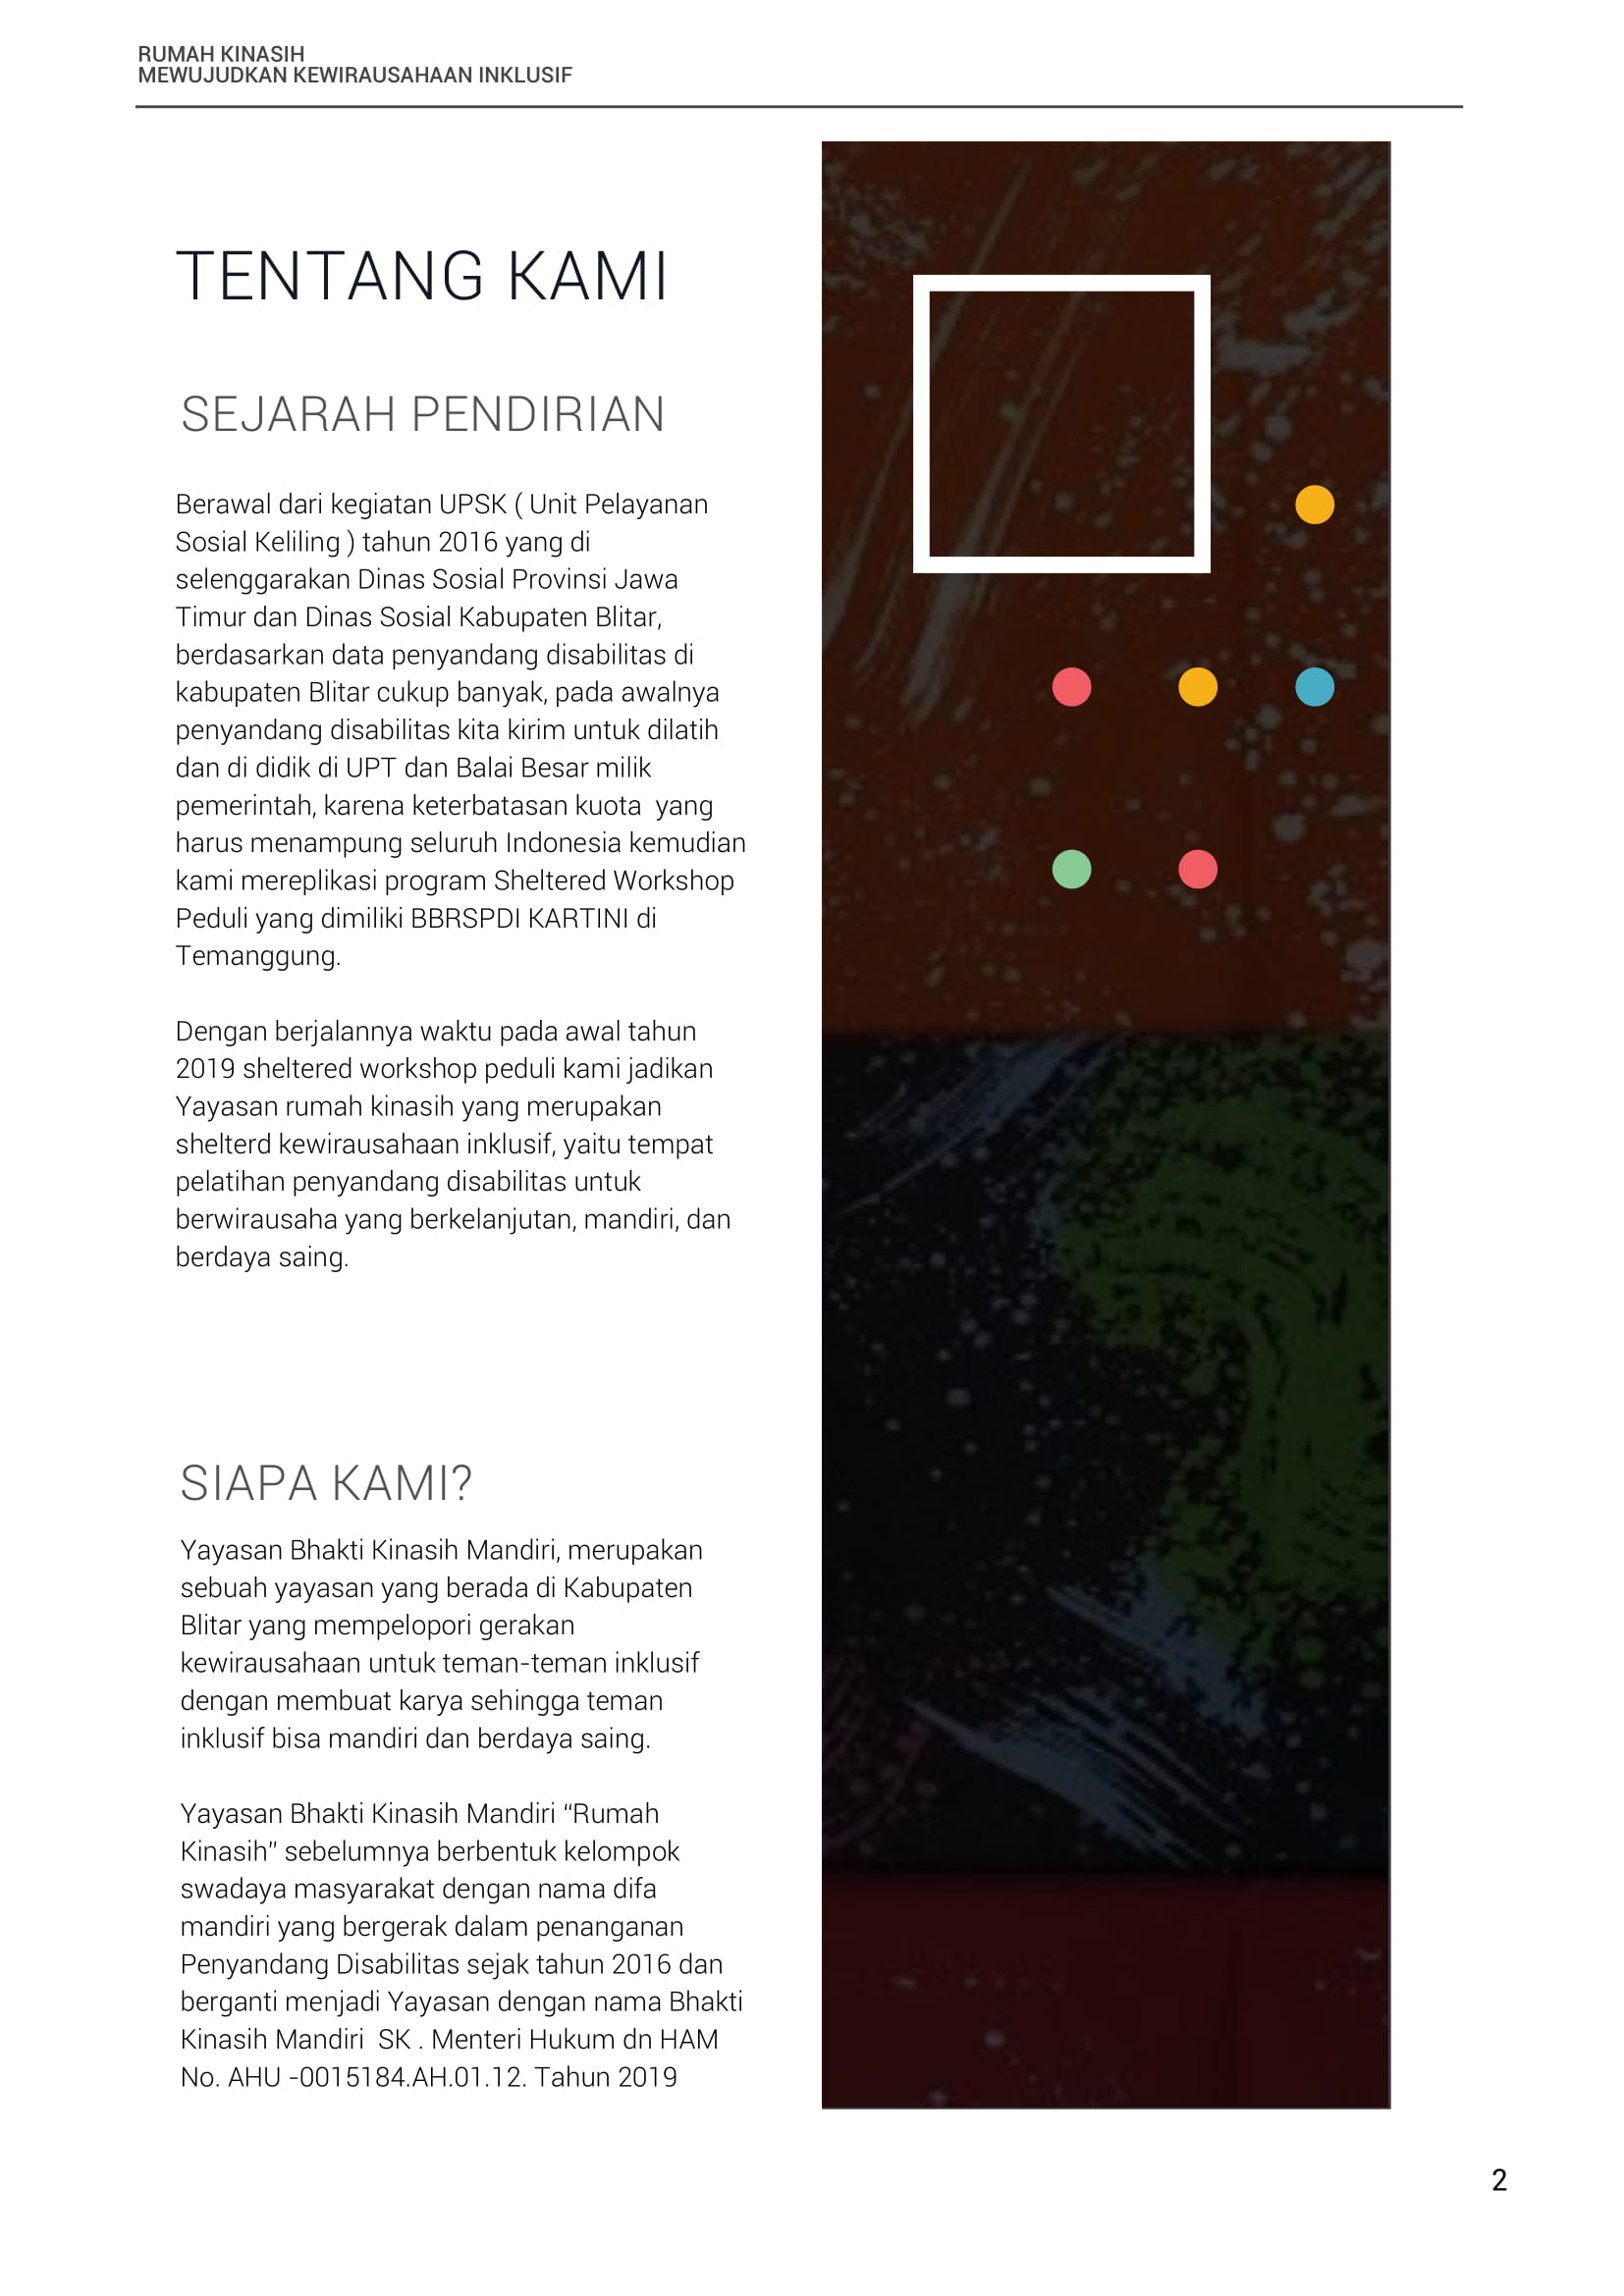 RUMAH KINASIH
MEWUJUDKAN KEWIRAUSAHAAN INKLUSIF
TENTANG KAMI
SEJARAH PENDIRIAN
Berawal dari kegiatan UPSK ( Unit Pelayanan
Sosial Keliling ) tahun 2016 yang di
selenggarakan Dinas Sosial Provinsi Jawa
Timur dan Dinas Sosial Kabupaten Blitar,
berdasarkan data penyandang disabilitas di
kabupaten Blitar cukup banyak, pada awalnya
penyandang disabilitas kita kirim untuk dilatih
dan di didik di UPT dan Balai Besar milik
pemerintah, karena keterbatasan kuota  yang
harus menampung seluruh Indonesia kemudian
kami mereplikasi program Sheltered Workshop
Peduli yang dimiliki BBRSPDI KARTINI di
Temanggung.
Dengan berjalannya waktu pada awal tahun
2019 sheltered workshop peduli kami jadikan
Yayasan rumah kinasih yang merupakan
shelterd kewirausahaan inklusif, yaitu tempat
pelatihan penyandang disabilitas untuk
berwirausaha yang berkelanjutan, mandiri, dan
berdaya saing.
SIAPA KAMI?
Yayasan Bhakti Kinasih Mandiri, merupakan
sebuah yayasan yang berada di Kabupaten
Blitar yang mempelopori gerakan
kewirausahaan untuk teman-teman inklusif
dengan membuat karya sehingga teman
inklusif bisa mandiri dan berdaya saing.
Yayasan Bhakti Kinasih Mandiri “Rumah
Kinasih” sebelumnya berbentuk kelompok
swadaya masyarakat dengan nama difa
mandiri yang bergerak dalam penanganan
Penyandang Disabilitas sejak tahun 2016 dan
berganti menjadi Yayasan dengan nama Bhakti
Kinasih Mandiri  SK . Menteri Hukum dn HAM
No. AHU -0015184.AH.01.12. Tahun 2019
2